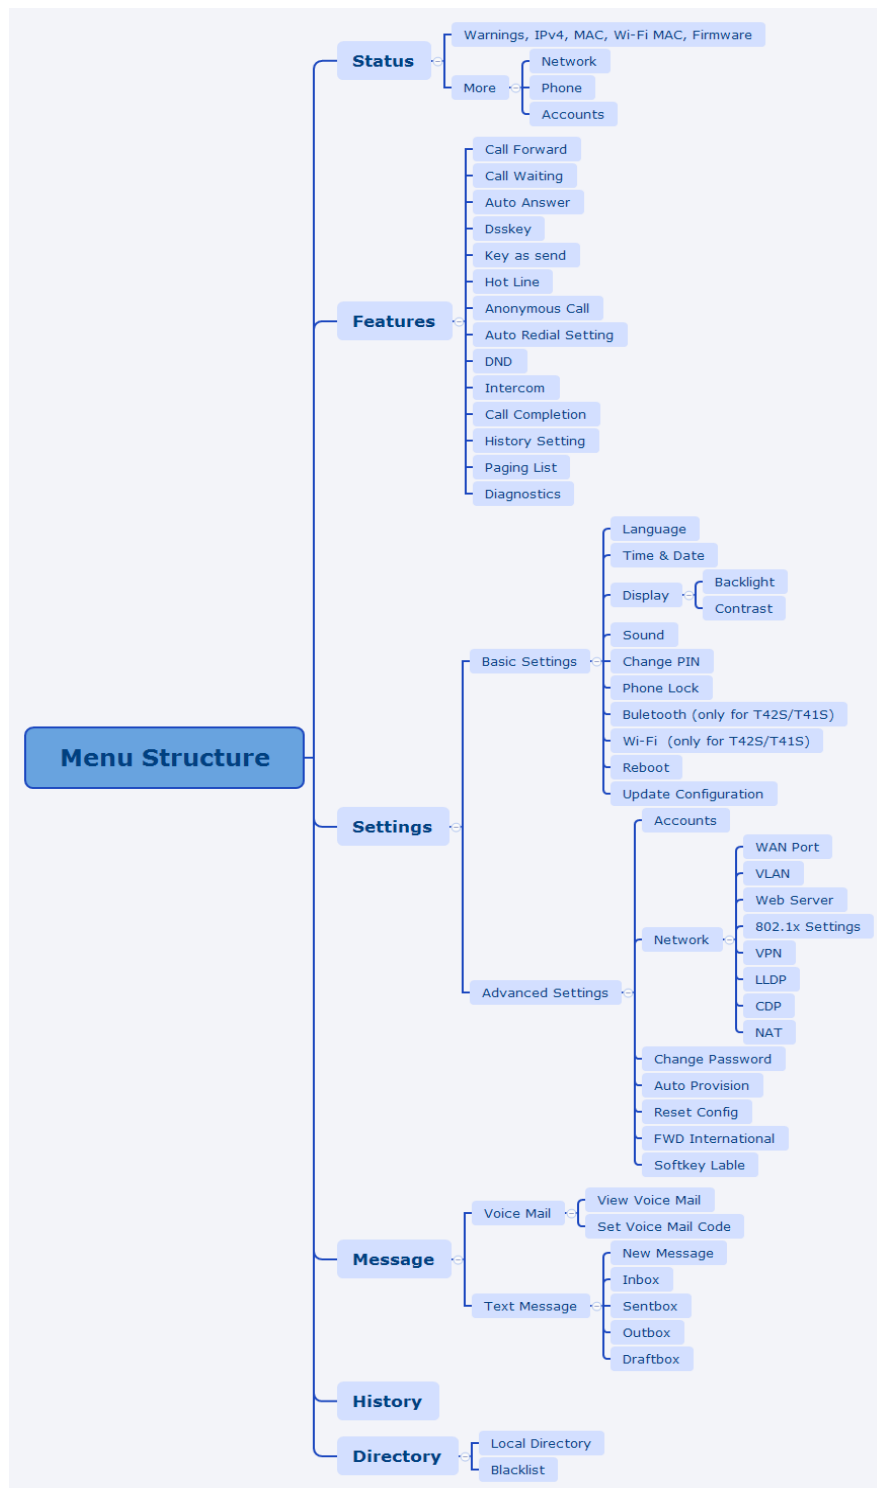 Menu Structure
Status
Warnings, IPv4, MAC, Wi-Fi MAC, Firmware
More
Network
Phone
Accounts
Features
Call Forward
Call Waiting
Auto Answer
Dsskey
Key as send
Hot Line
Anonymous Call
Auto Redial Setting
DND
Intercom
Call Completion
History Setting
Paging List
Diagnostics
Settings
Basic Settings
Language
Time & Date
Display
Backlight
Contrast
Sound
Change PIN
Phone Lock
Buletooth (only for T42S/T41S)
Wi-Fi (only for T42S/T41S)
Reboot
Update Configuration
Advanced Settings
Accounts
Network
WAN Port
VLAN
Web Server
802.1x Settings
VPN
LLDP
CDP
NAT
Change Password
Auto Provision
Reset Config
FWD International
Softkey Lable
Message
Voice Mail
View Voice Mail
Set Voice Mail Code
Text Message
New Message
Inbox
Sentbox
Outbox
Draftbox
History
Directory
Local Directory
Blacklist